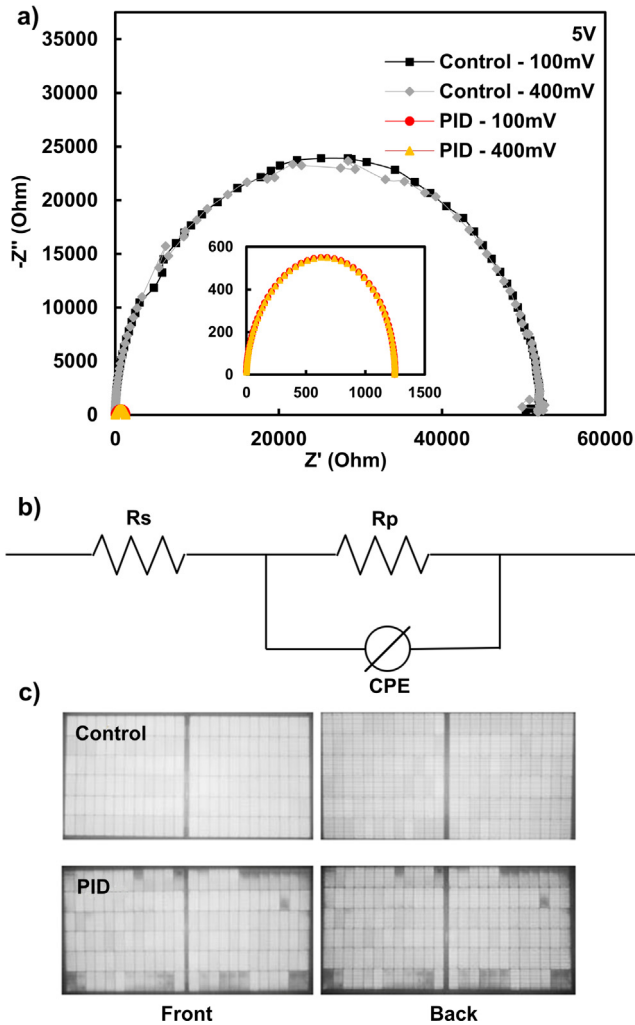 a)
5V
Control - 100mV
Control - 400mV
PID - 100mV
PID - 400mV
35000
30000
25000
20000
15000
10000
5000
0
-Z" (Ohm)
600
400
200
0
0 500 1000 1500
0 20000 40000 60000
Z' (Ohm)
b)
Rs Rp
CPE
c)
Control
PID
Front Back